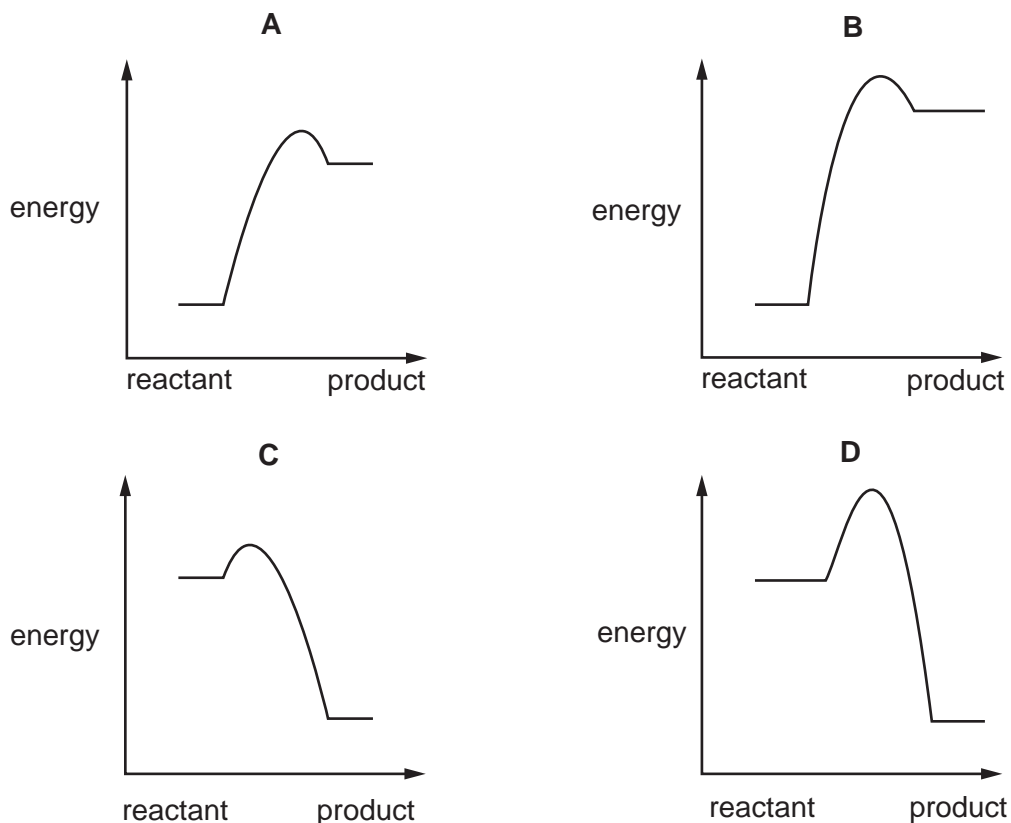 A
energy
reactant product
B
energy
reactant product
C
energy
reactant product
D
energy
reactant product